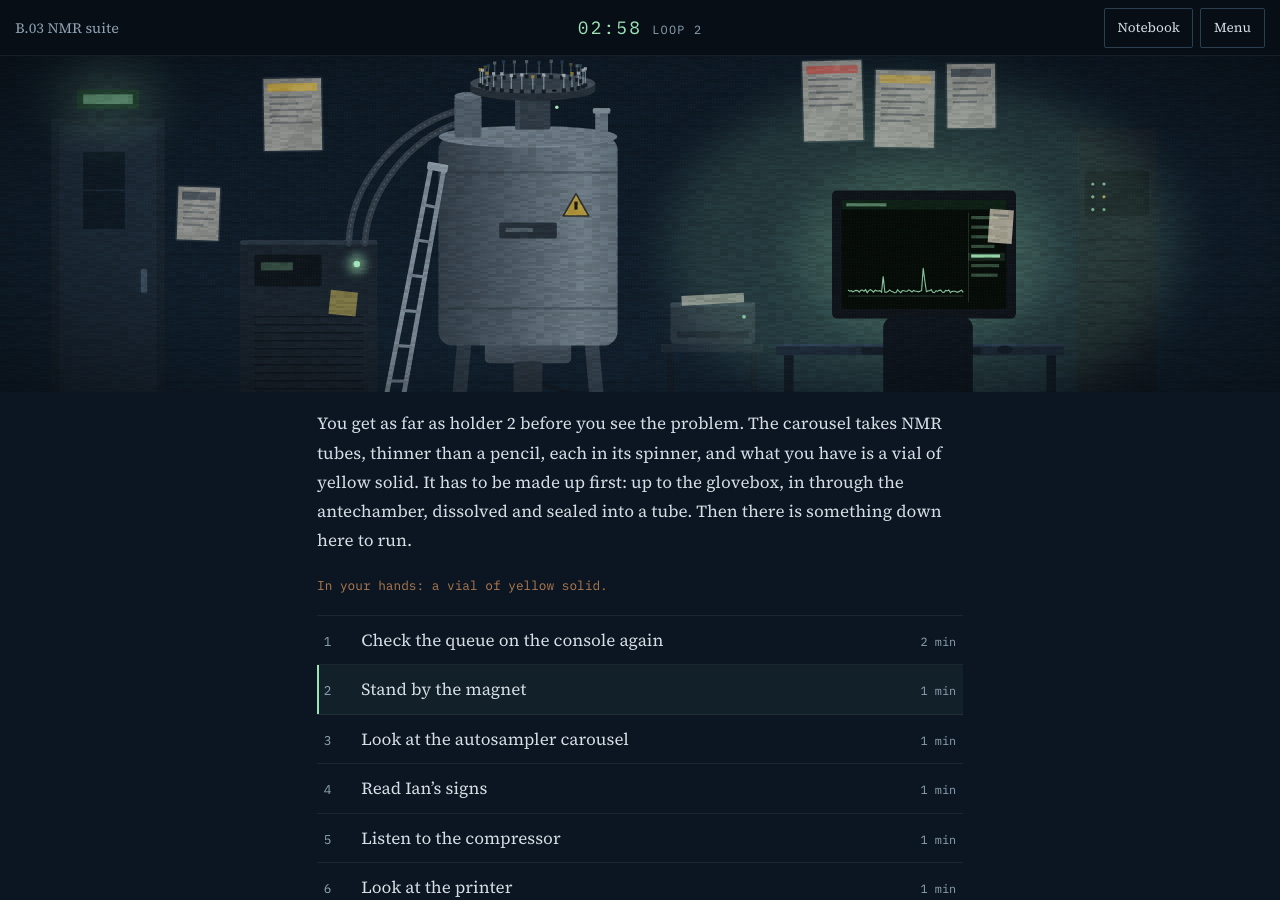 B.03 NMR suite
02:58 LOOP 2
Notebook
Menu
You get as far as holder 2 before you see the problem. The carousel takes NMR
tubes, thinner than a pencil, each in its spinner, and what you have is a vial of
yellow solid. It has to be made up first: up to the glovebox, in through the
antechamber, dissolved and sealed into a tube. Then there is something down
here to run.
In your hands: a vial of yellow solid.
1 Check the queue on the console again 2 min
2 Stand by the magnet 1 min
3 Look at the autosampler carousel 1 min
4 Read Ian’s signs 1 min
5 Listen to the compressor 1 min
6 Look at the printer 1 min